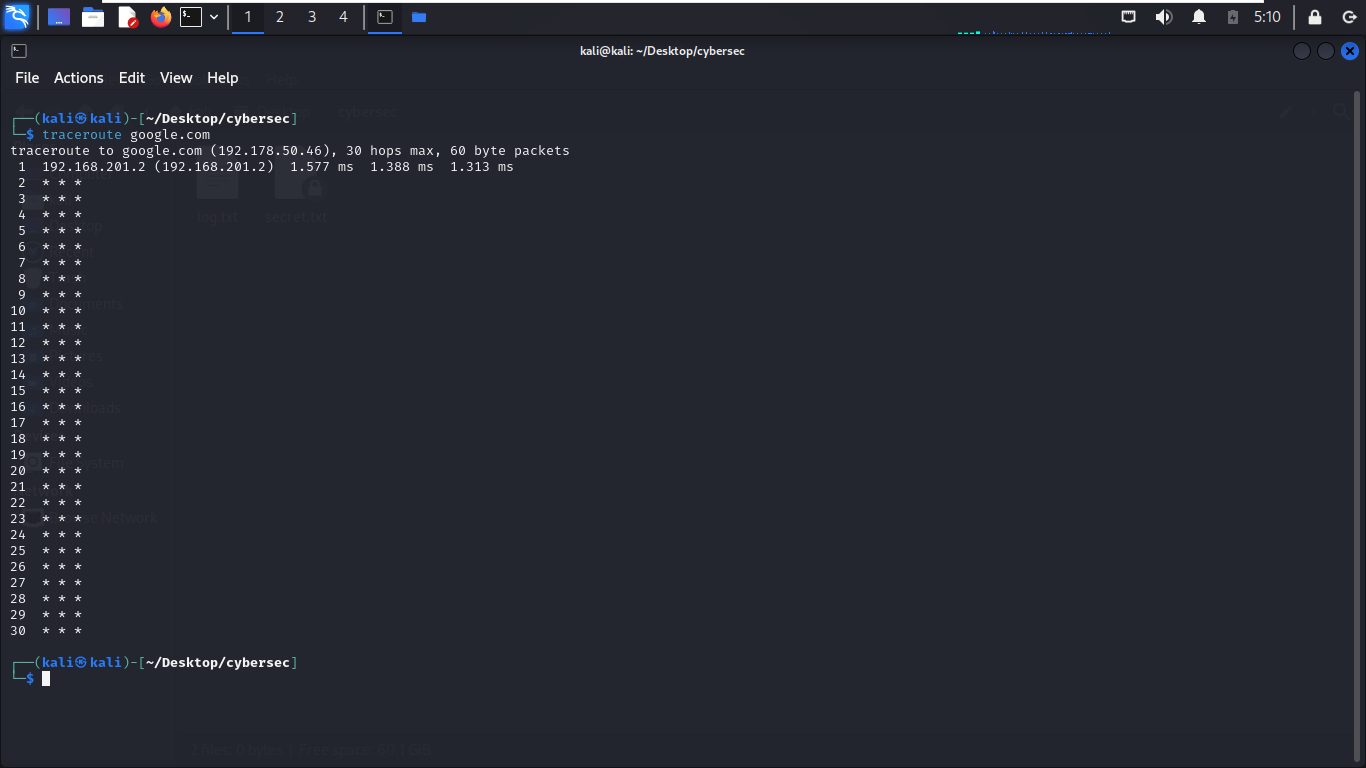 1 2 3 4 5:10
kali@kali: ~/Desktop/cybersec
File Actions Edit View Help
┌──(kali㉿kali)-[~/Desktop/cybersec]
└─$ traceroute google.com
traceroute to google.com (192.178.50.46), 30 hops max, 60 byte packets
1 192.168.201.2 (192.168.201.2) 1.577 ms 1.388 ms 1.313 ms
2 * * *
3 * * *
4 * * *
5 * * *
6 * * *
7 * * *
8 * * *
9 * * *
10 * * *
11 * * *
12 * * *
13 * * *
14 * * *
15 * * *
16 * * *
17 * * *
18 * * *
19 * * *
20 * * *
21 * * *
22 * * *
23 * * *
24 * * *
25 * * *
26 * * *
27 * * *
28 * * *
29 * * *
30 * * *
┌──(kali㉿kali)-[~/Desktop/cybersec]
└─$
log.txt secret.txt